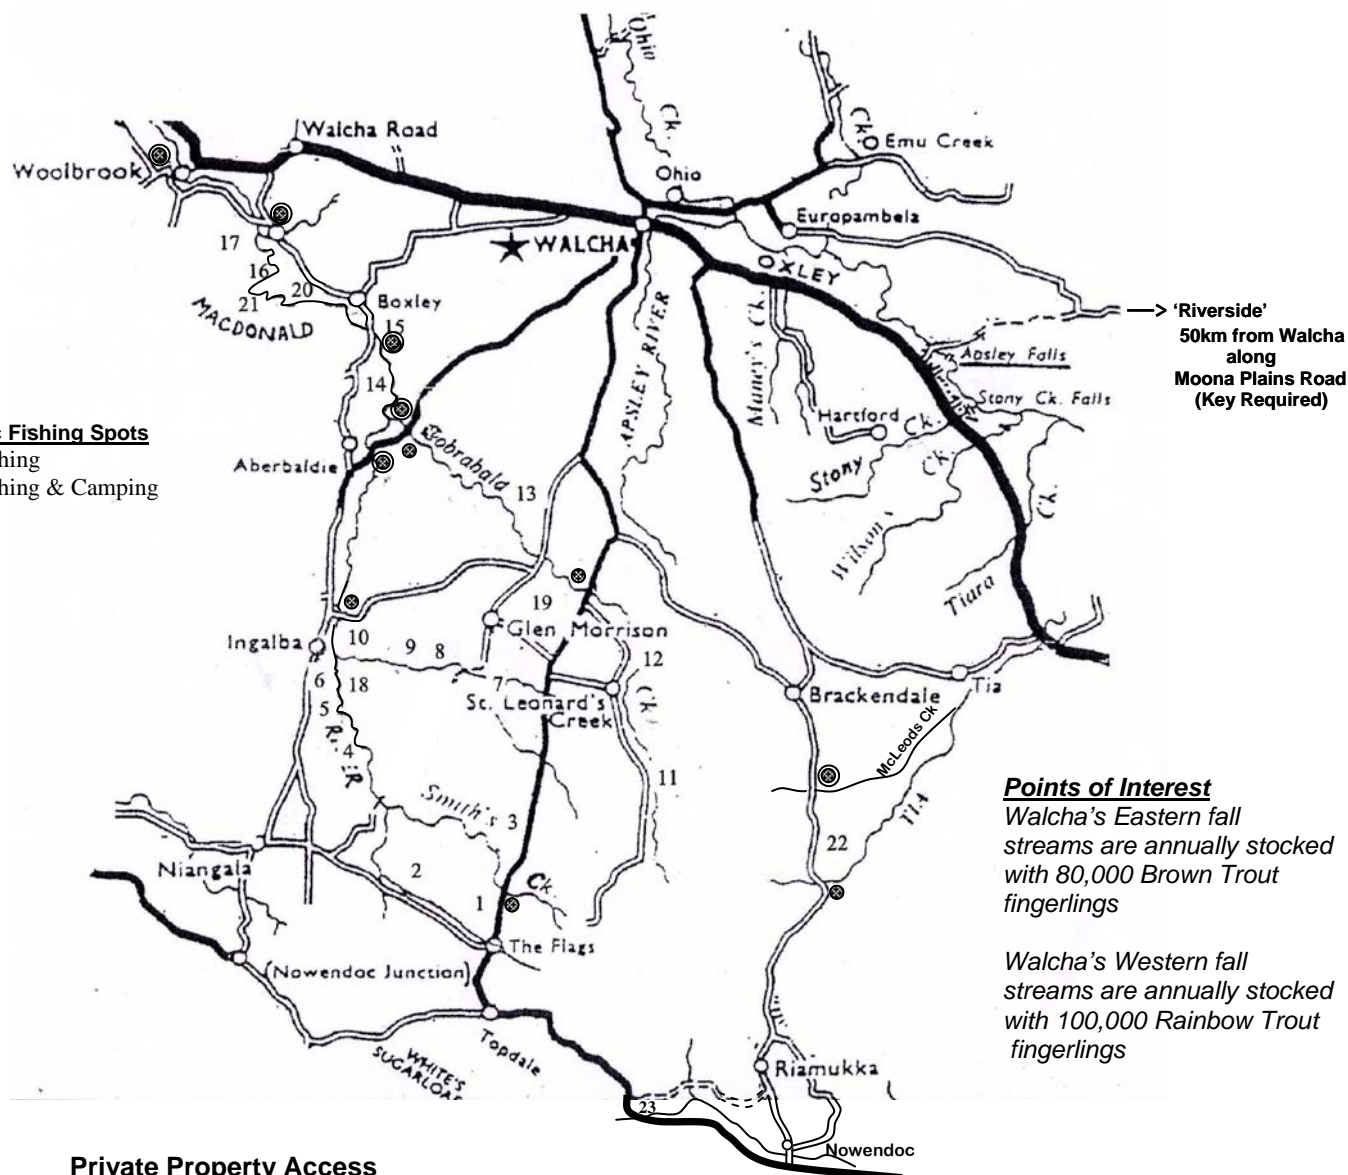 Ohio
Ck.
Walcha Road
Woolbrook
Ck
Emu Creek
Ohio
Europambela
17
WALCHA
16
20
21
Boxley
MACDONALD
OXLEY
15
APSLEY RIVER
Maney's Ck.
‘Riverside’
50km from Walcha
along
Moona Plains Road
(Key Required)
Apsley Falls
14
Stony Ck. Falls
Hartford
Ck.
Fishing Spots
hing
hing & Camping
Aberbaldie
13
Stony
Ck.
Ck.
Wilson's
Tiara
19
Glen Morrison
Ingalba
10
9
8
12
6
18
7
5
St. Leonard's
Creek
Ck
Brackendale
Tia
RIVER
4
McLeods Ck
11
TIA
Smith's
3
22
Niangala
2
1
Ck.
The Flags
(Nowendoc Junction)
Topdale
WHITE'S
Riamukka
23
Nowendoc
Points of Interest
Walcha’s Eastern fall
streams are annually stocked
with 80,000 Brown Trout
fingerlings
Walcha’s Western fall
streams are annually stocked
with 100,000 Rainbow Trout
fingerlings
Private Property Access